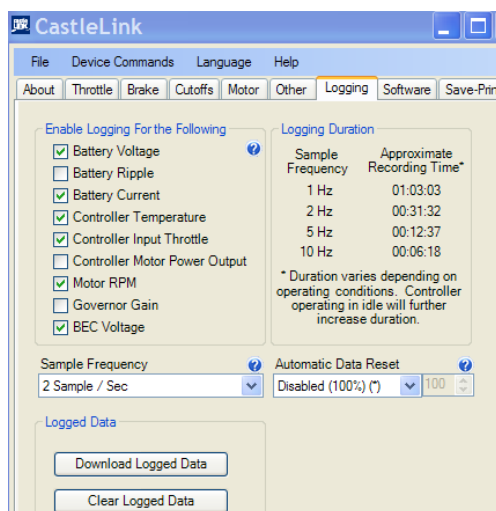 CastleLink
File Device Commands Language Help
About Throttle Brake Cutoffs Motor Other Logging Software Save-Prin
Enable Logging For the Following
Battery Voltage
Battery Ripple
Battery Current
Controller Temperature
Controller Input Throttle
Controller Motor Power Output
Motor RPM
Governor Gain
BEC Voltage
Logging Duration
Sample Frequency Approximate Recording Time*
1 Hz 01:03:03
2 Hz 00:31:32
5 Hz 00:12:37
10 Hz 00:06:18
* Duration varies depending on
operating conditions. Controller
operating in idle will further
increase duration.
Sample Frequency
2 Sample / Sec
Automatic Data Reset
Disabled (100%) (*) 100
Logged Data
Download Logged Data
Clear Logged Data